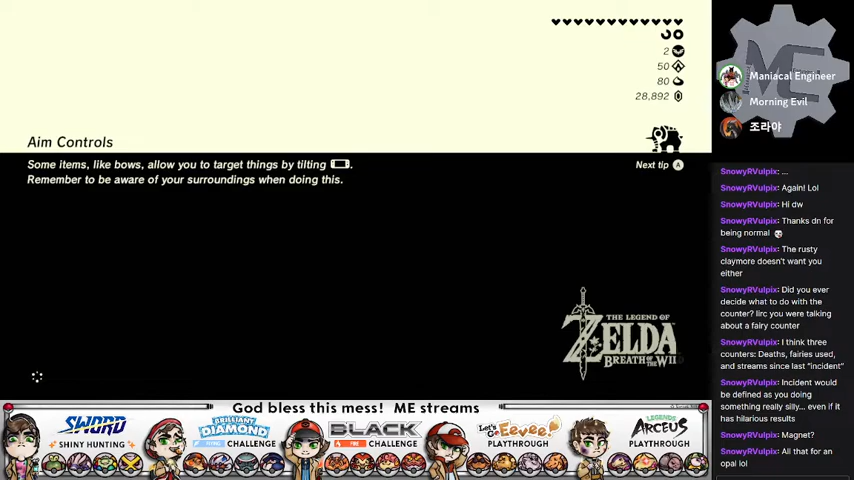 2
50
80
28,892
Aim Controls
Some items, like bows, allow you to target things by tilting
Remember to be aware of your surroundings when doing this.
Next tip A
THE LEGEND OF
ZELDA
BREATH OF THE WII
ME
Maniacal Engineer
Morning Evil
조라야
SnowyRVulpix: ...
SnowyRVulpix: Again! Lol
SnowyRVulpix: Hi dw
SnowyRVulpix: Thanks dn for
being normal
SnowyRVulpix: The rusty
claymore doesn't want you
either
SnowyRVulpix: Did you ever
decide what to do with the
counter? Iirc you were talking
about a fairy counter
SnowyRVulpix: I think three
counters: Deaths, fairies used,
and streams since last "incident"
SnowyRVulpix: Incident would
be defined as you doing
something really silly... even if it
has hilarious results
SnowyRVulpix: Magnet?
SnowyRVulpix: All that for an
opal lol
God bless this mess! ME streams
SWORD
SHINY HUNTING
BRILLIANT
DIAMOND
CHALLENGE
BLACK
FIRE CHALLENGE
Let's Go
Eevee!
PLAYTHROUGH
LEGENDS
ARCEUS
PLAYTHROUGH